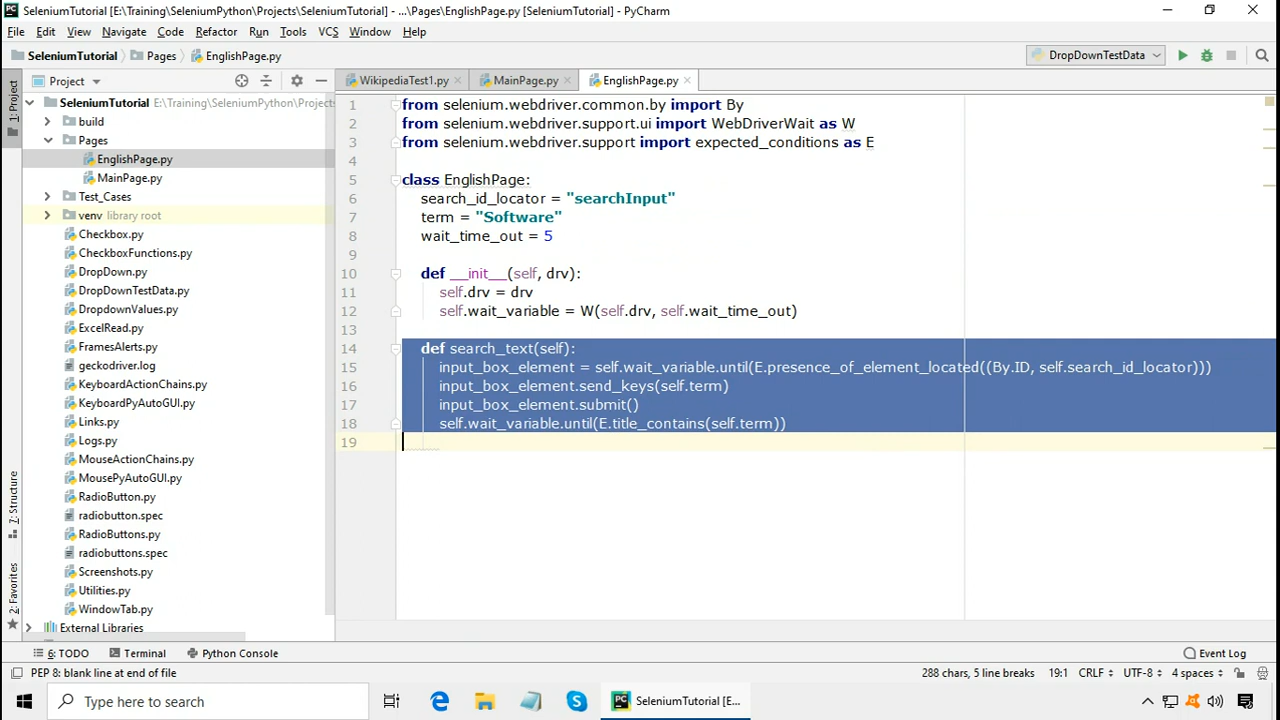 SeleniumTutorial [E:\Training\SeleniumPython\Projects\SeleniumTutorial] - ...\Pages\EnglishPage.py [SeleniumTutorial] - PyCharm
File Edit View Navigate Code Refactor Run Tools VCS Window Help
SeleniumTutorial Pages EnglishPage.py DropDownTestData
1: Project
Project
WikipediaTest1.py MainPage.py EnglishPage.py
SeleniumTutorial E:\Training\SeleniumPython\Projects
build
Pages
EnglishPage.py
MainPage.py
Test_Cases
venv library root
Checkbox.py
CheckboxFunctions.py
DropDown.py
DropDownTestData.py
DropdownValues.py
ExcelRead.py
FramesAlerts.py
geckodriver.log
KeyboardActionChains.py
KeyboardPyAutoGUI.py
Links.py
Logs.py
MouseActionChains.py
MousePyAutoGUI.py
RadioButton.py
radiobutton.spec
RadioButtons.py
radiobuttons.spec
Screenshots.py
Utilities.py
WindowTab.py
External Libraries
7: Structure
2: Favorites
1 from selenium.webdriver.common.by import By
2 from selenium.webdriver.support.ui import WebDriverWait as W
3 from selenium.webdriver.support import expected_conditions as E
4
5 class EnglishPage:
6 search_id_locator = "searchInput"
7 term = "Software"
8 wait_time_out = 5
9
10 def __init__(self, drv):
11 self.drv = drv
12 self.wait_variable = W(self.drv, self.wait_time_out)
13
14 def search_text(self):
15 input_box_element = self.wait_variable.until(E.presence_of_element_located((By.ID, self.search_id_locator)))
16 input_box_element.send_keys(self.term)
17 input_box_element.submit()
18 self.wait_variable.until(E.title_contains(self.term))
19
6: TODO Terminal Python Console Event Log
PEP 8: blank line at end of file 288 chars, 5 line breaks 19:1 CRLF UTF-8 4 spaces
Type here to search SeleniumTutorial [E...